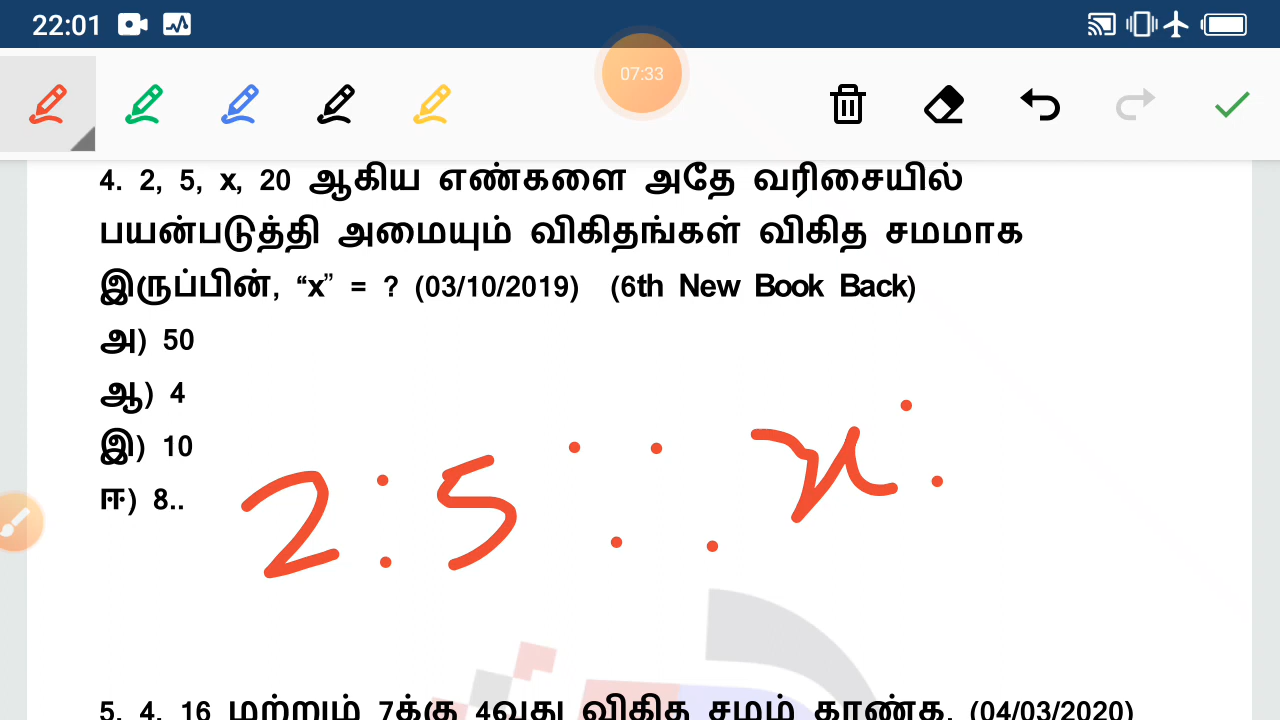 22:01
07:33
4. 2, 5, x, 20 ஆகிய எண்களை அதே வரிசையில்
பயன்படுத்தி அமையும் விகிதங்கள் விகித சமமாக
இருப்பின், “x” = ? (03/10/2019) (6th New Book Back)
அ) 50
ஆ) 4
இ) 10
ஈ) 8..
2 : 5 : : x :
5. 4, 16 மற்றும் 7க்கு 4வது விகித சமம் காண்க. (04/03/2020)